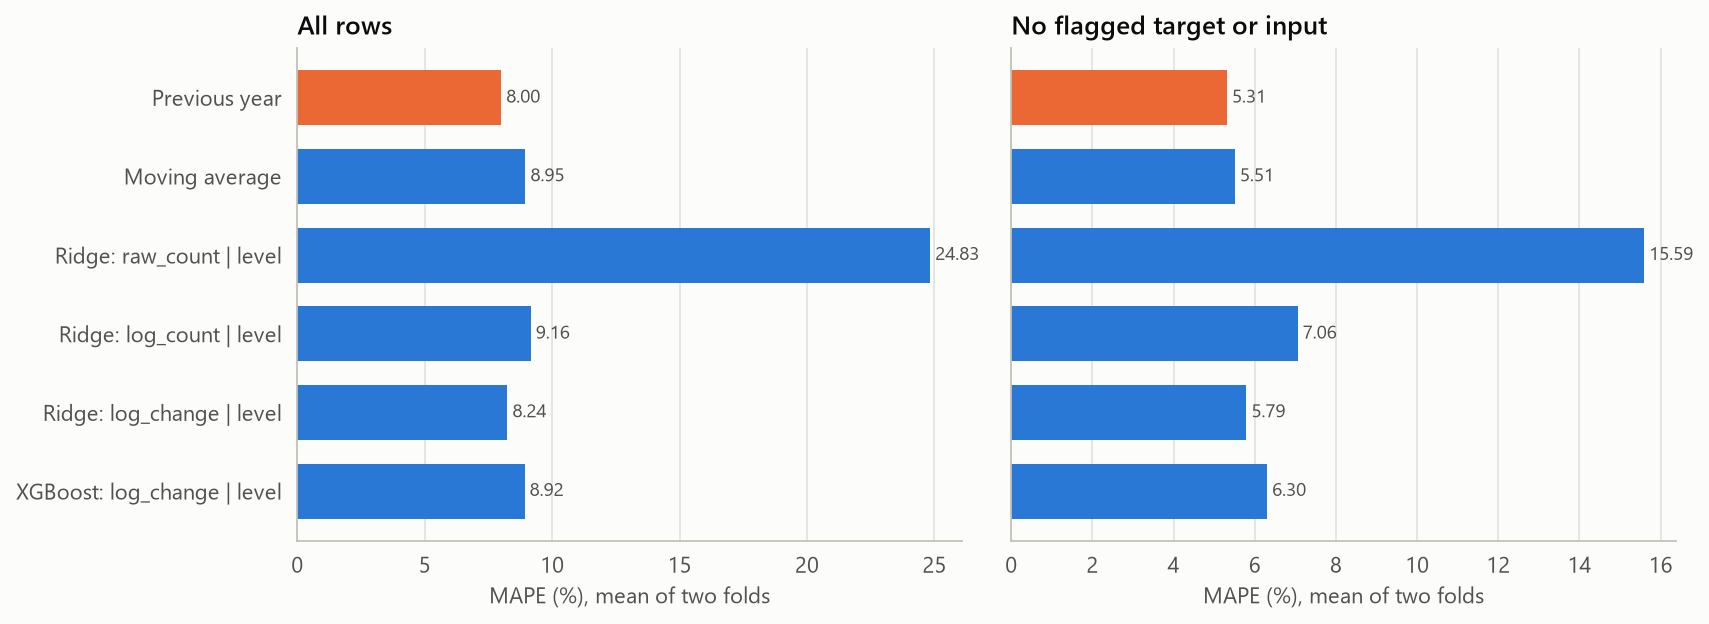 All rows
Previous year
8.00
Moving average
8.95
Ridge: raw_count | level
24.83
Ridge: log_count | level
9.16
Ridge: log_change | level
8.24
XGBoost: log_change | level
8.92
0 5 10 15 20 25
MAPE (%), mean of two folds
No flagged target or input
5.31
5.51
15.59
7.06
5.79
6.30
0 2 4 6 8 10 12 14 16
MAPE (%), mean of two folds